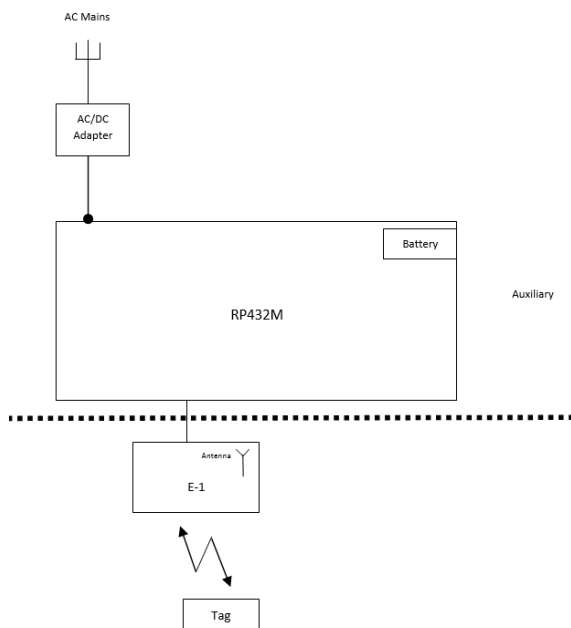 AC Mains
AC/DC
Adapter
Battery
RP432M
Auxiliary
Antenna
E-1
Tag